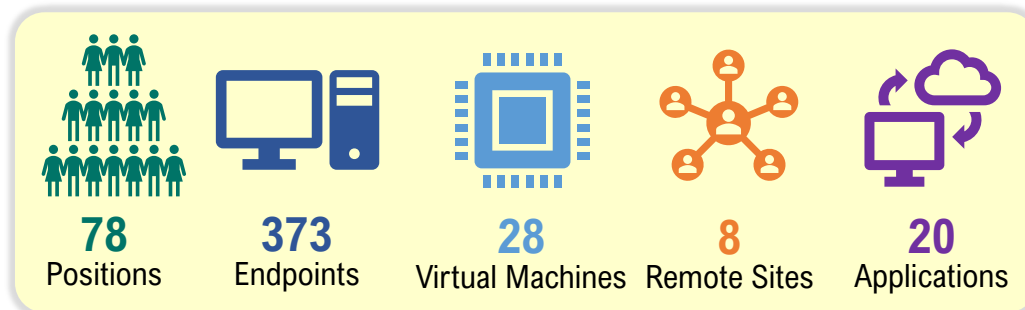 78
Positions
373
Endpoints
28
Virtual Machines
8
Remote Sites
20
Applications